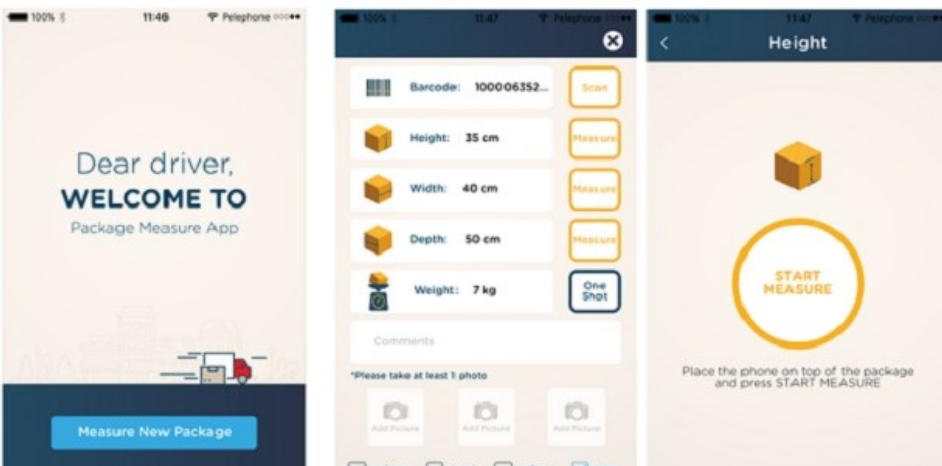 100%
11:46
Pelephone
Dear driver,
WELCOME TO
Package Measure App
Measure New Package
100%
11:47
Pelephone
Barcode: 100006352...
Scan
Height: 35 cm
Measure
Width: 40 cm
Measure
Depth: 50 cm
Measure
Weight: 7 kg
One
Shot
Comments
*Please take at least 1 photo
Add Picture
Add Picture
Add Picture
100%
11:47
Pelephone
Height
START
MEASURE
Place the phone on top of the package
and press START MEASURE